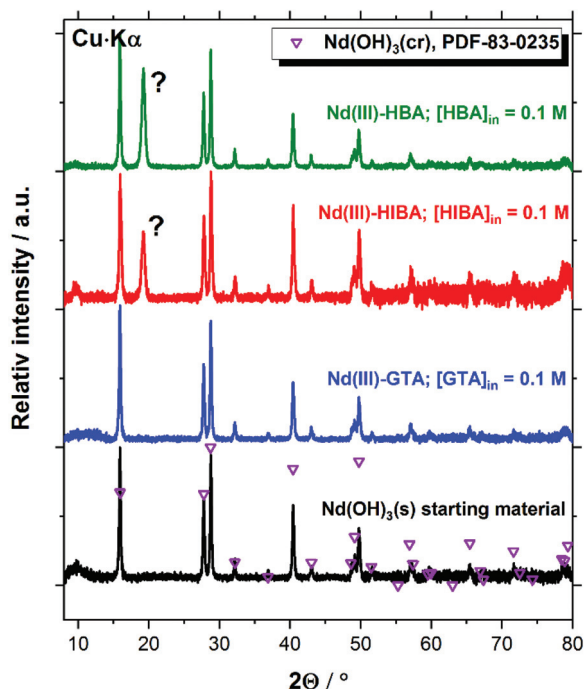 Cu·Kα
▽ Nd(OH)3(cr), PDF-83-0235
?
Nd(III)-HBA; [HBA]in = 0.1 M
?
Nd(III)-HIBA; [HIBA]in = 0.1 M
Nd(III)-GTA; [GTA]in = 0.1 M
Nd(OH)3(s) starting material
Relativ intensity / a.u.
10 20 30 40 50 60 70 80
2Θ / °